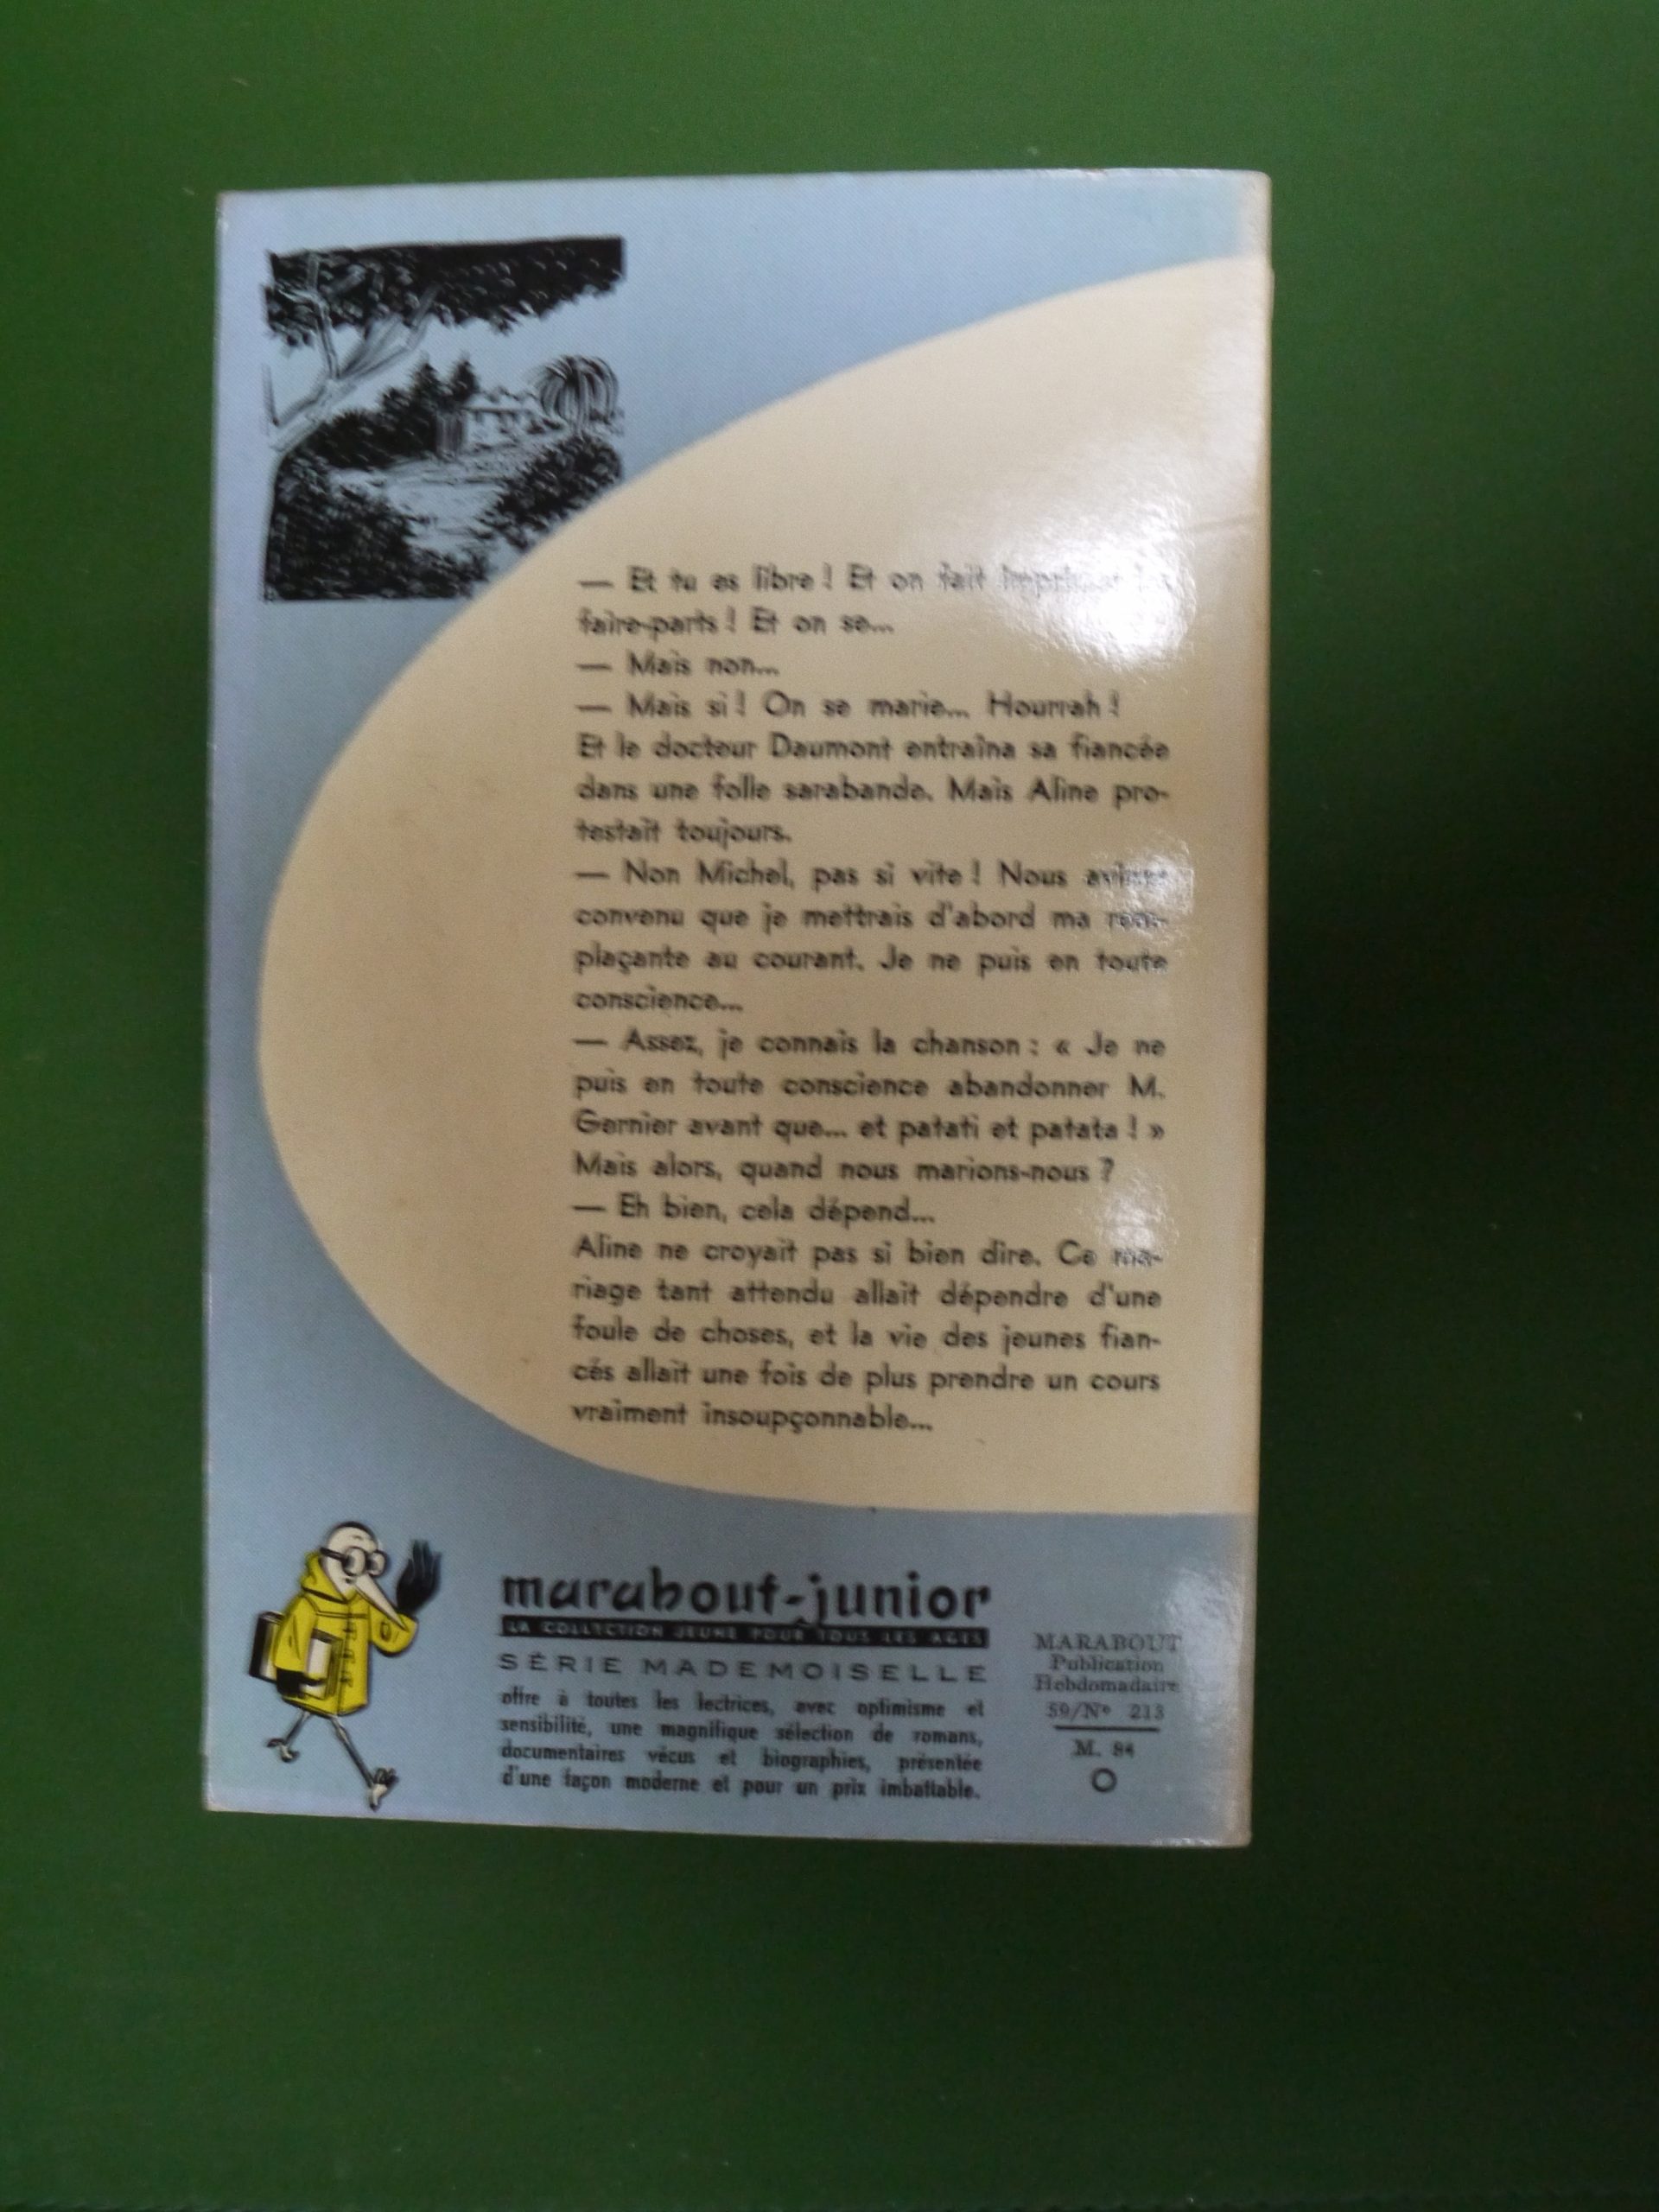 — Et tu es libre ! Et on fait
faire-parts ! Et on se...
— Mais non...
— Mais si ! On se marie... Hourrah !
Et le docteur Daumont entraîna sa fiancée
dans une folle sarabande. Mais Aline pro-
testait toujours.
— Non Michel, pas si vite ! Nous avions
convenu que je mettrais d'abord ma rem-
plaçante au courant. Je ne puis en toute
conscience...
— Assez, je connais la chanson : « Je ne
puis en toute conscience abandonner M.
Gernier avant que... et patati et patata ! »
Mais alors, quand nous marions-nous ?
— Eh bien, cela dépend...
Aline ne croyait pas si bien dire. Ce ma-
riage tant attendu allait dépendre d'une
foule de choses, et la vie des jeunes fian-
cés allait une fois de plus prendre un cours
vraiment insoupçonnable...
marabout-junior
LA COLLECTION JEUNE POUR TOUS LES AGES
SÉRIE MADEMOISELLE
offre à toutes les lectrices, avec optimisme et
sensibilité, une magnifique sélection de romans,
documentaires vécus et biographies, présentée
d'une façon moderne et pour un prix imbattable.
MARABOUT
Publication
Hebdomadaire
59/N° 213
M. 84
O